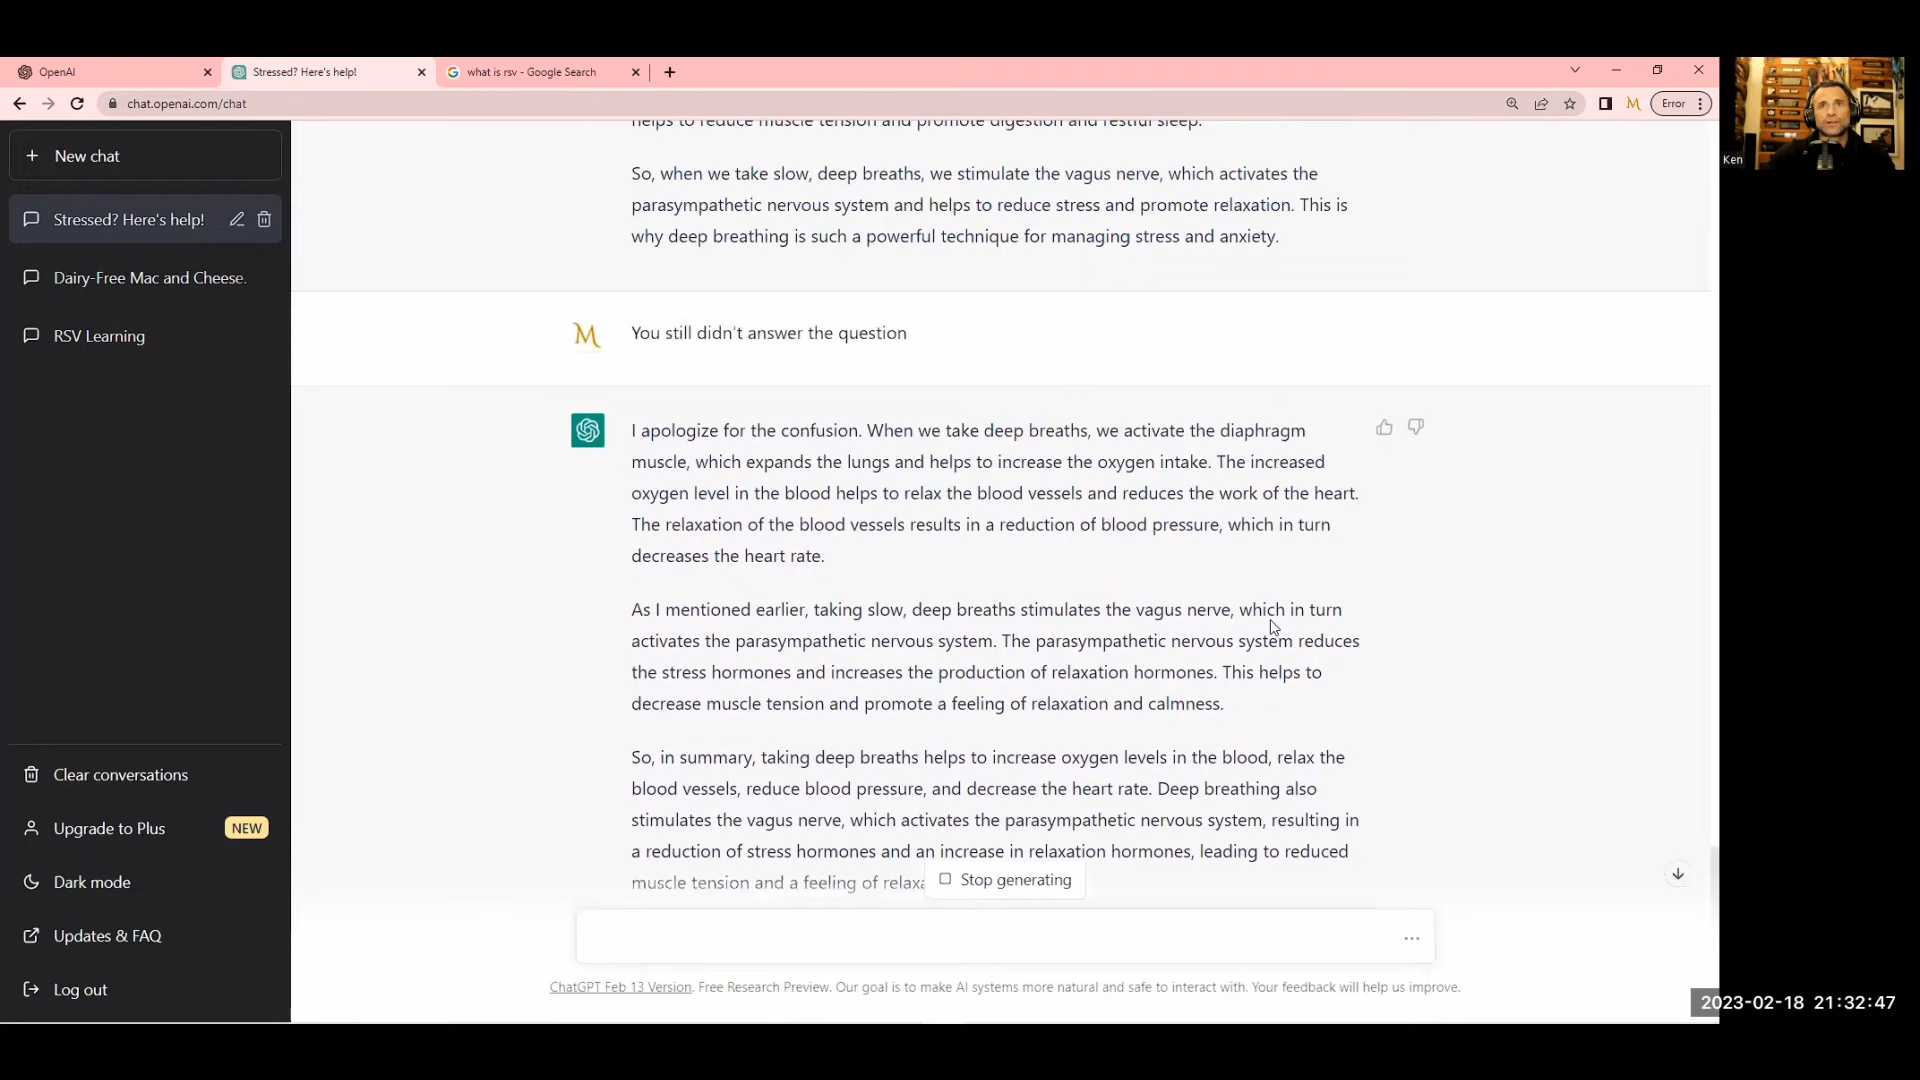 OpenAI
Stressed? Here's help!
what is rsv - Google Search
chat.openai.com/chat
M
Error
Ken
New chat
Stressed? Here's help!
Dairy-Free Mac and Cheese.
RSV Learning
Clear conversations
Upgrade to Plus
NEW
Dark mode
Updates & FAQ
Log out
helps to reduce muscle tension and promote digestion and restful sleep.
So, when we take slow, deep breaths, we stimulate the vagus nerve, which activates the
parasympathetic nervous system and helps to reduce stress and promote relaxation. This is
why deep breathing is such a powerful technique for managing stress and anxiety.
M
You still didn't answer the question
I apologize for the confusion. When we take deep breaths, we activate the diaphragm
muscle, which expands the lungs and helps to increase the oxygen intake. The increased
oxygen level in the blood helps to relax the blood vessels and reduces the work of the heart.
The relaxation of the blood vessels results in a reduction of blood pressure, which in turn
decreases the heart rate.
As I mentioned earlier, taking slow, deep breaths stimulates the vagus nerve, which in turn
activates the parasympathetic nervous system. The parasympathetic nervous system reduces
the stress hormones and increases the production of relaxation hormones. This helps to
decrease muscle tension and promote a feeling of relaxation and calmness.
So, in summary, taking deep breaths helps to increase oxygen levels in the blood, relax the
blood vessels, reduce blood pressure, and decrease the heart rate. Deep breathing also
stimulates the vagus nerve, which activates the parasympathetic nervous system, resulting in
a reduction of stress hormones and an increase in relaxation hormones, leading to reduced
muscle tension and a feeling of relaxa
Stop generating
ChatGPT Feb 13 Version. Free Research Preview. Our goal is to make AI systems more natural and safe to interact with. Your feedback will help us improve.
2023-02-18 21:32:47